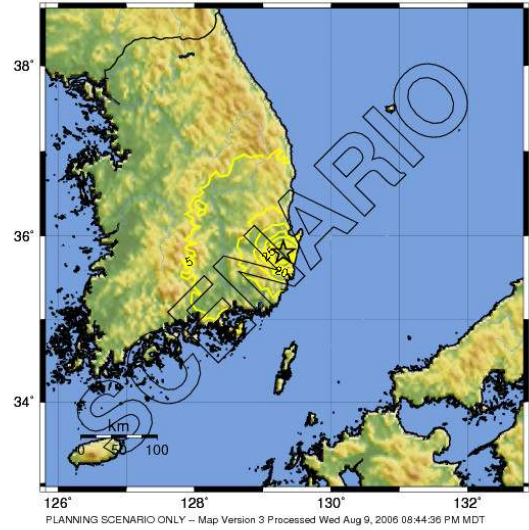 38°
36°
34°
SCENARIO
5
25
20
km
0 50 100
126° 128° 130° 132°
PLANNING SCENARIO ONLY -- Map Version 3 Processed Wed Aug 9, 2006 08:44:36 PM MDT